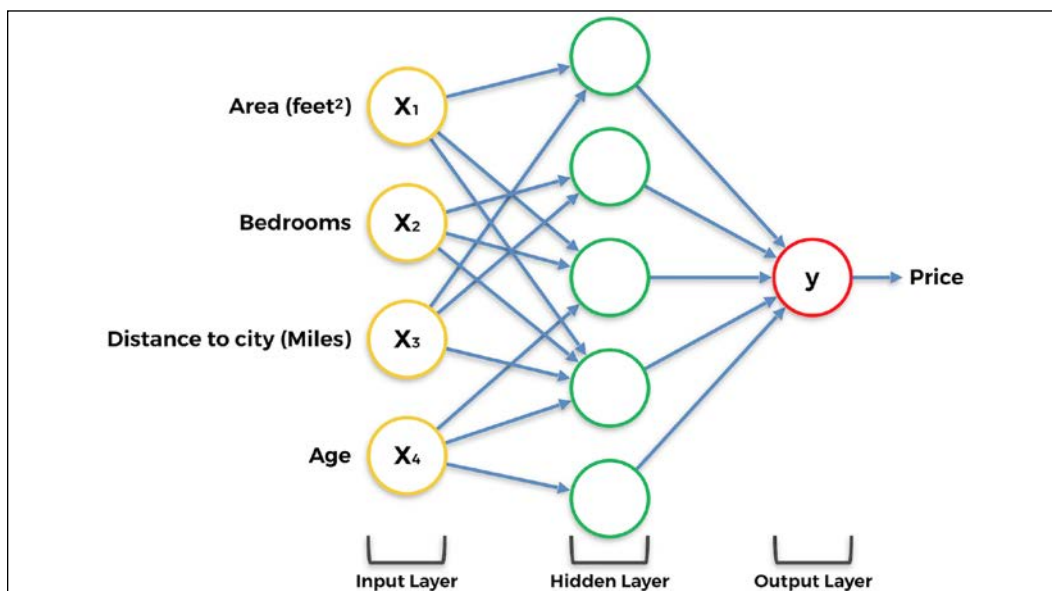 Area (feet²)
X₁
Bedrooms
X₂
Distance to city (Miles)
X₃
Age
X₄
y
Price
Input Layer
Hidden Layer
Output Layer